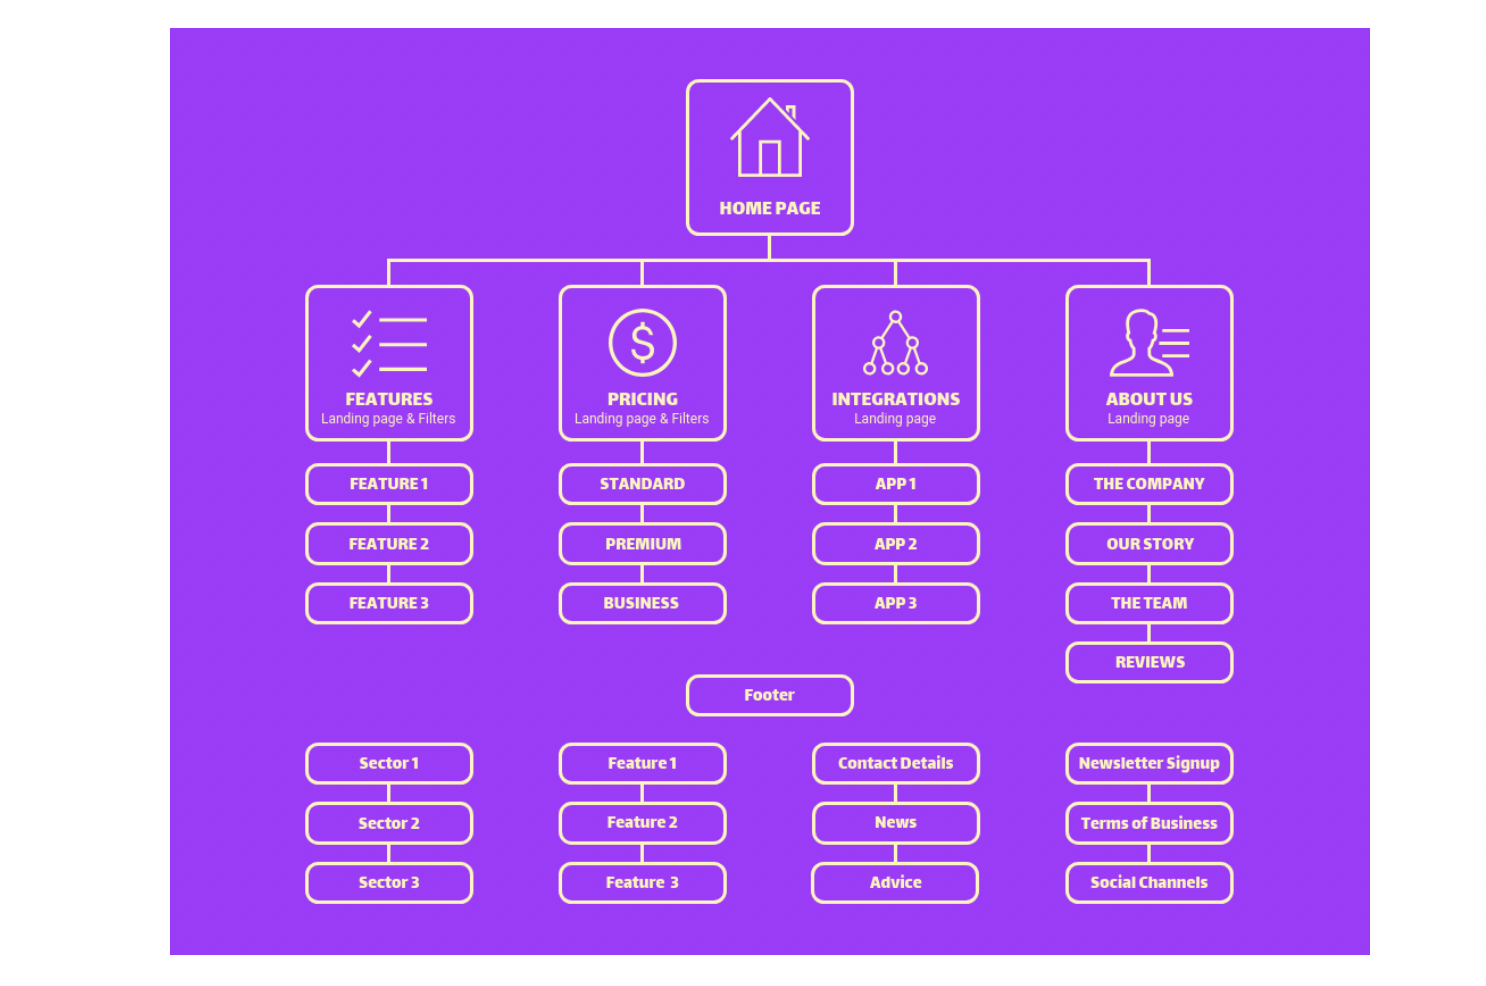 HOME PAGE
FEATURES
Landing page & Filters
FEATURE 1
FEATURE 2
FEATURE 3
PRICING
Landing page & Filters
STANDARD
PREMIUM
BUSINESS
INTEGRATIONS
Landing page
APP 1
APP 2
APP 3
ABOUT US
Landing page
THE COMPANY
OUR STORY
THE TEAM
REVIEWS
Footer
Sector 1
Sector 2
Sector 3
Feature 1
Feature 2
Feature 3
Contact Details
News
Advice
Newsletter Signup
Terms of Business
Social Channels